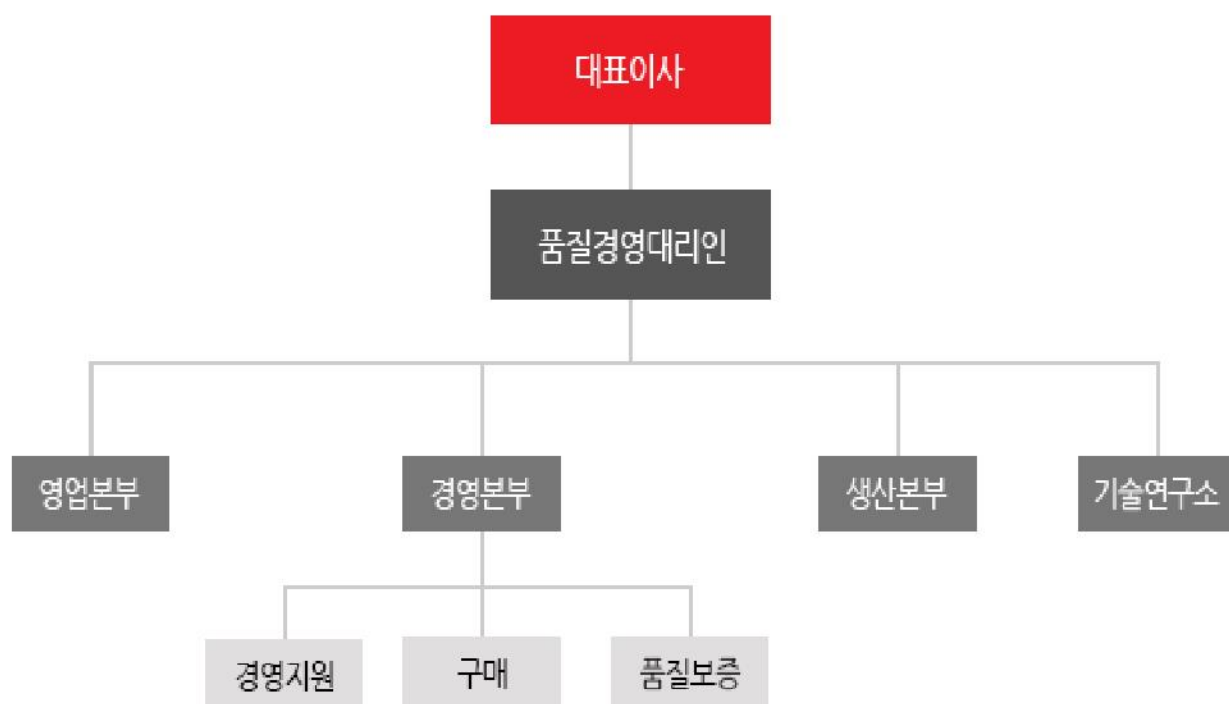 대표이사
품질경영대리인
영업본부
경영본부
생산본부
기술연구소
경영지원
구매
품질보증